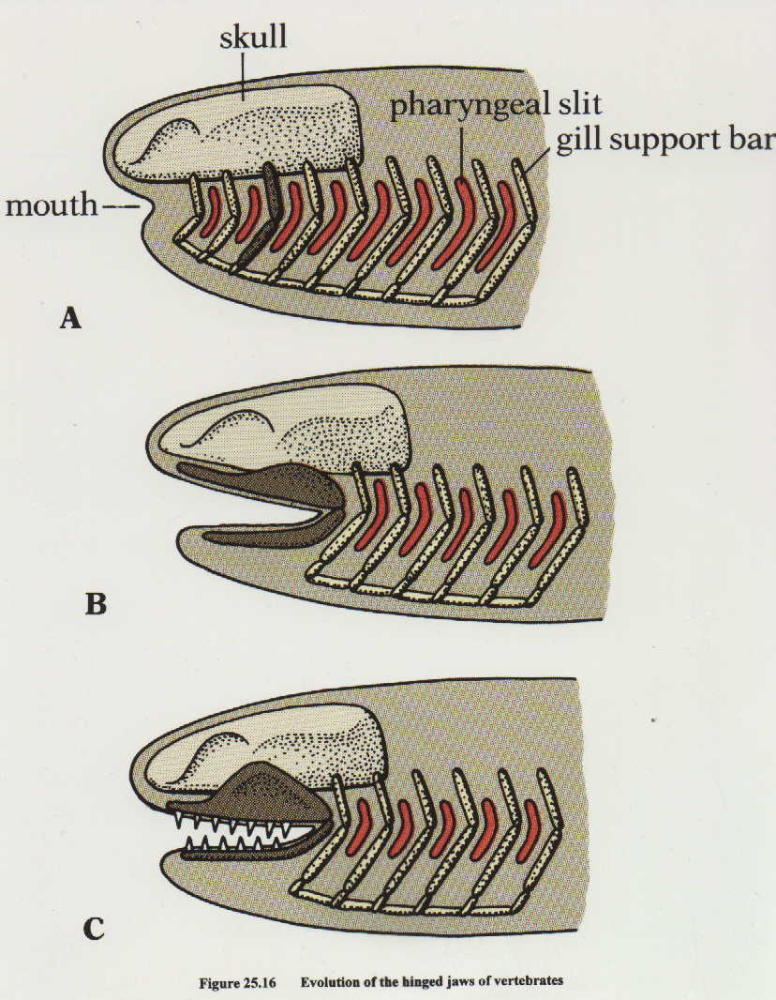 skull
pharyngeal slit
gill support bar
mouth
A
B
C
Figure 25.16 Evolution of the hinged jaws of vertebrates